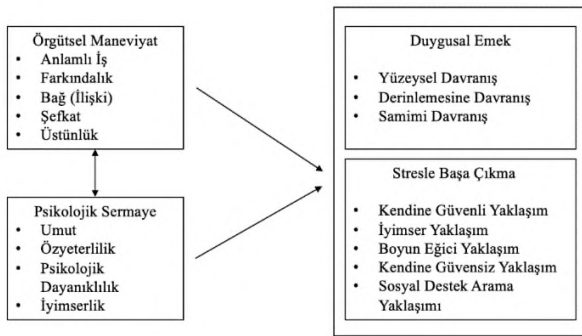 Örgütsel Maneviyat
• Anlamlı İş
• Farkındalık
• Bağ (İlişki)
• Şefkat
• Üstünlük
Psikolojik Sermaye
• Umut
• Özyeterlilik
• Psikolojik
Dayanıklılık
• İyimserlik
Duygusal Emek
• Yüzeysel Davranış
• Derinlemesine Davranış
• Samimi Davranış
Stresle Başa Çıkma
• Kendine Güvenli Yaklaşım
• İyimser Yaklaşım
• Boyun Eğici Yaklaşım
• Kendine Güvensiz Yaklaşım
• Sosyal Destek Arama
Yaklaşımı